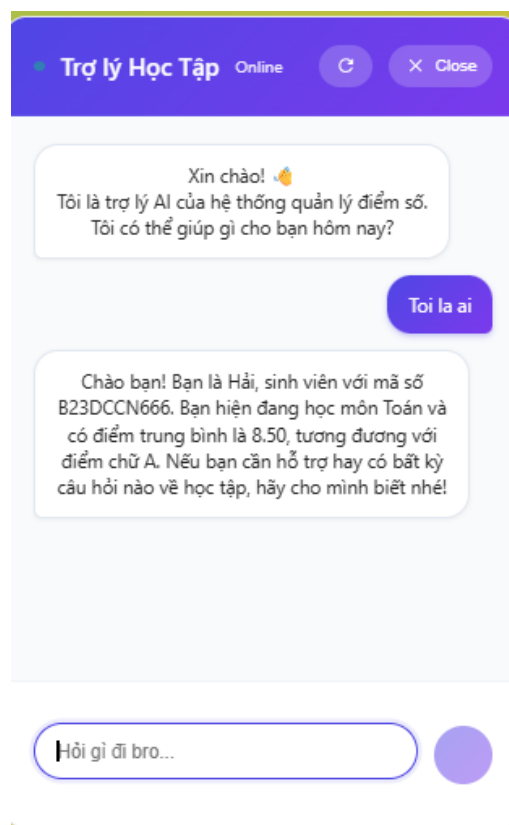 Trợ lý Học Tập Online Close
Xin chào! 👋
Tôi là trợ lý AI của hệ thống quản lý điểm số.
Tôi có thể giúp gì cho bạn hôm nay?
Toi la ai
Chào bạn! Bạn là Hải, sinh viên với mã số
B23DCCN666. Bạn hiện đang học môn Toán và
có điểm trung bình là 8.50, tương đương với
điểm chữ A. Nếu bạn cần hỗ trợ hay có bất kỳ
câu hỏi nào về học tập, hãy cho mình biết nhé!
Hỏi gì đi bro...